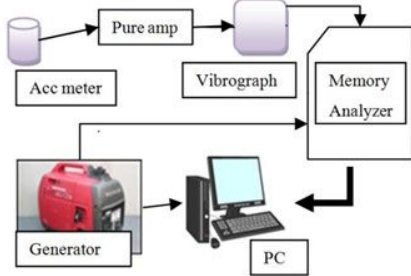 Pure amp
Acc meter
Vibrograph
Memory
Analyzer
Generator
PC